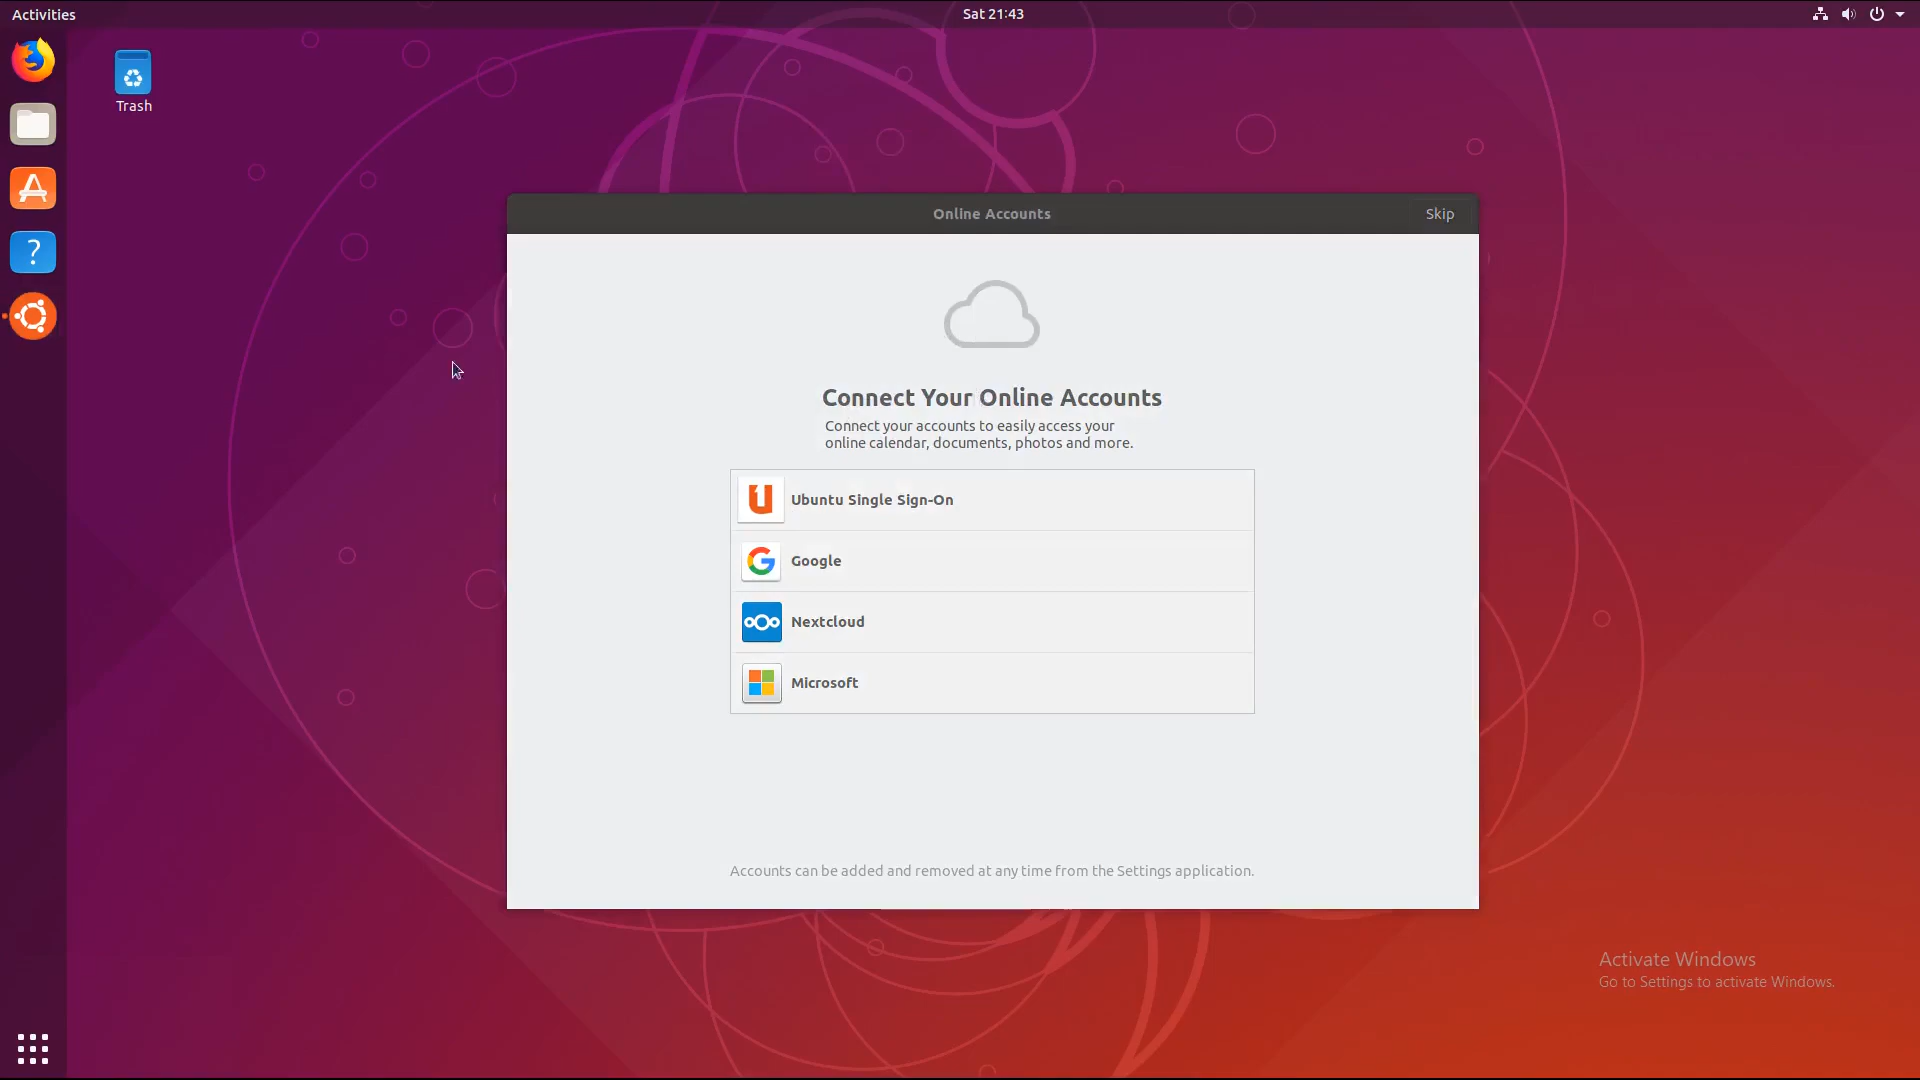 Activities
Sat 21:43
Trash
Online Accounts
Skip
Connect Your Online Accounts
Connect your accounts to easily access your
online calendar, documents, photos and more.
Ubuntu Single Sign-On
Google
Nextcloud
Microsoft
Accounts can be added and removed at any time from the Settings application.
Activate Windows
Go to Settings to activate Windows.